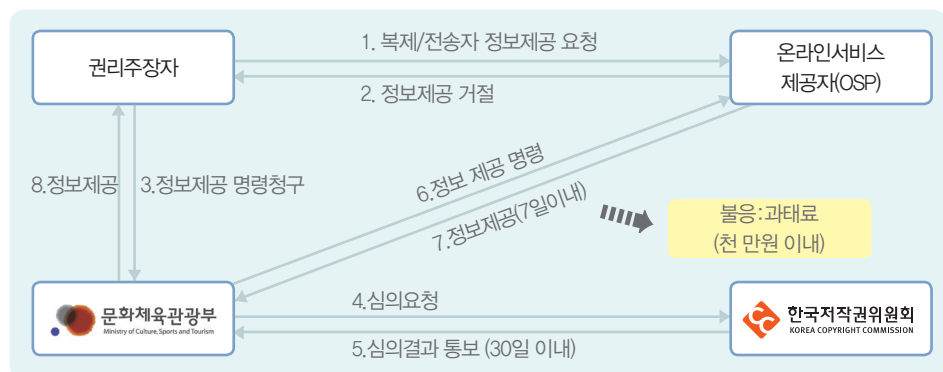 권리주장자
1. 복제/전송자 정보제공 요청
2. 정보제공 거절
온라인서비스
제공자(OSP)
8.정보제공
3.정보제공 명령청구
6.정보 제공 명령
7.정보제공(7일이내)
불응:과태료
(천 만원 이내)
문화체육관광부
Ministry of Culture, Sports and Tourism
4.심의요청
5.심의결과 통보 (30일 이내)
CC
한국저작권위원회
KOREA COPYRIGHT COMMISSION